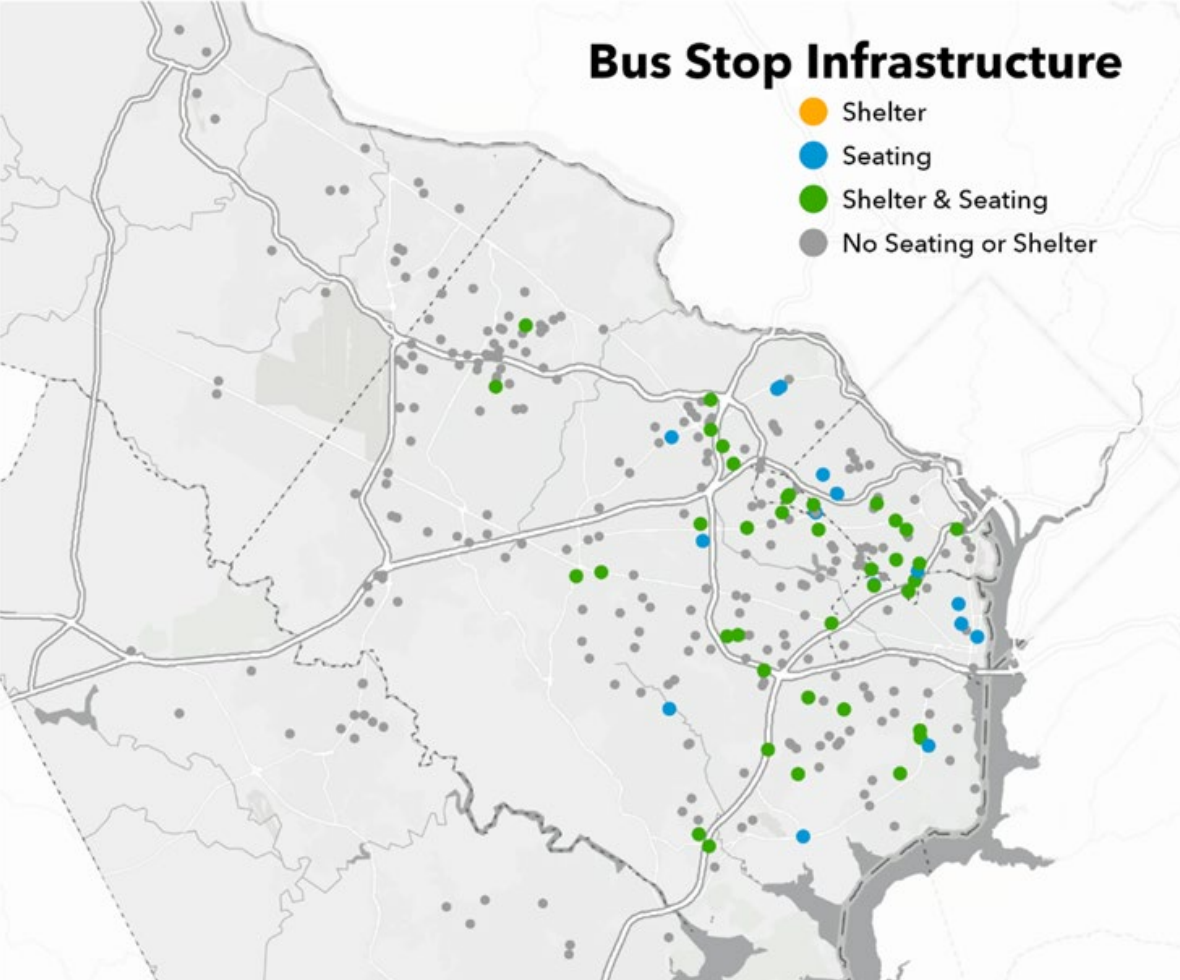 Bus Stop Infrastructure
Shelter
Seating
Shelter & Seating
No Seating or Shelter